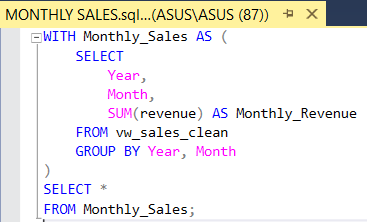 MONTHLY SALES.sql...(ASUS\ASUS (87))
WITH Monthly_Sales AS (
SELECT
Year,
Month,
SUM(revenue) AS Monthly_Revenue
FROM vw_sales_clean
GROUP BY Year, Month
)
SELECT *
FROM Monthly_Sales;